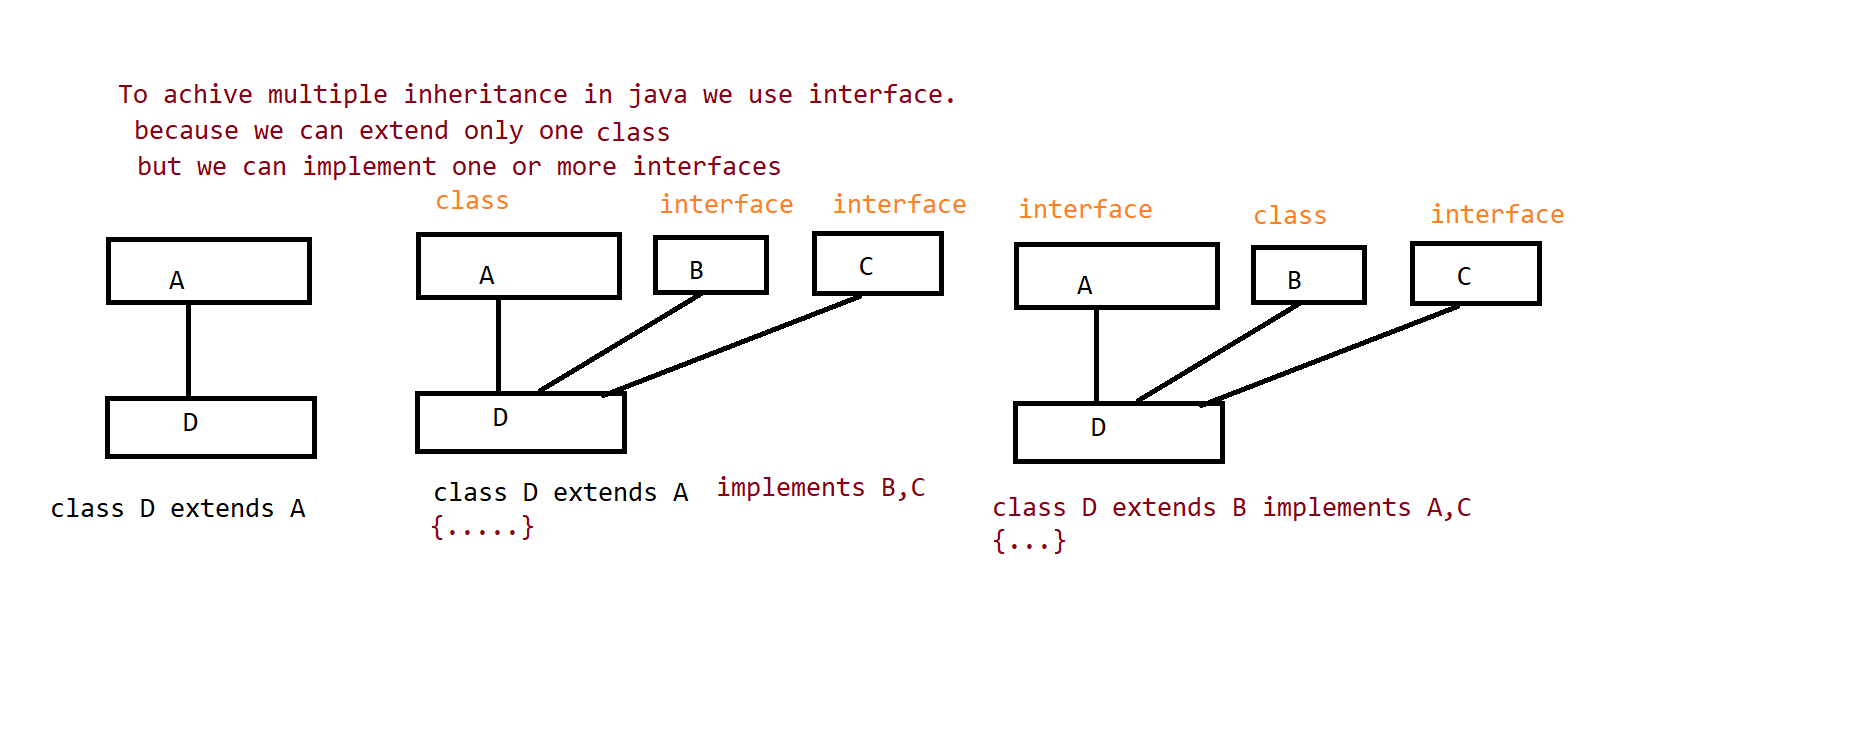 To achive multiple inheritance in java we use interface.
because we can extend only one class
but we can implement one or more interfaces
A
D
class D extends A
class
interface
interface
A
B
C
D
class D extends A implements B,C
{.....}
interface
class
interface
A
B
C
D
class D extends B implements A,C
{...}